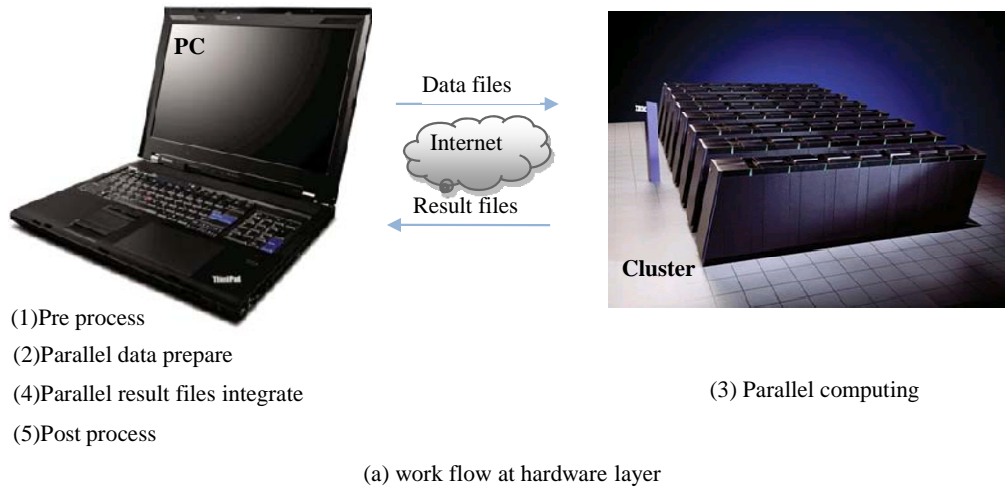 PC
Data files
Internet
Result files
ThinkPad
Cluster
(1)Pre process
(2)Parallel data prepare
(4)Parallel result files integrate
(3) Parallel computing
(5)Post process
(a) work flow at hardware layer